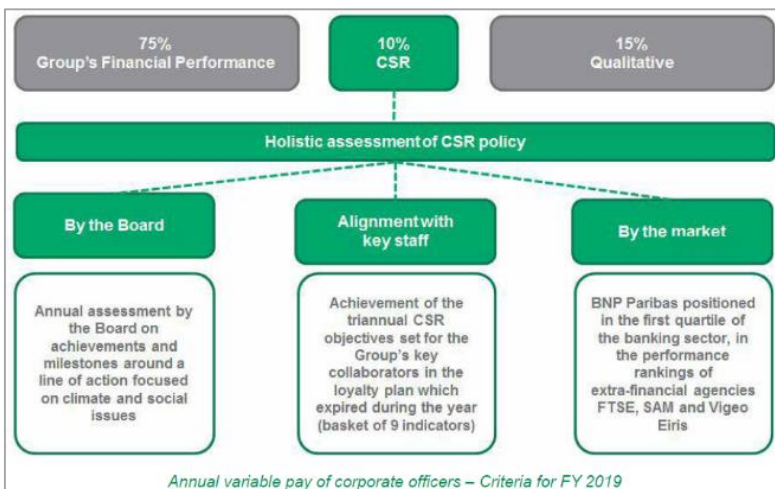 75%
Group's Financial Performance
10%
CSR
15%
Qualitative
Holistic assessment of CSR policy
By the Board
Alignment with
key staff
By the market
Annual assessment by
the Board on
achievements and
milestones around a
line of action focused
on climate and social
issues
Achievement of the
triannual CSR
objectives set for the
Group's key
collaborators in the
loyalty plan which
expired during the year
(basket of 9 indicators)
BNP Paribas positioned
in the first quartile of
the banking sector, in
the performance
rankings of
extra-financial agencies
FTSE, SAM and Vigeo
Eiris
Annual variable pay of corporate officers – Criteria for FY 2019